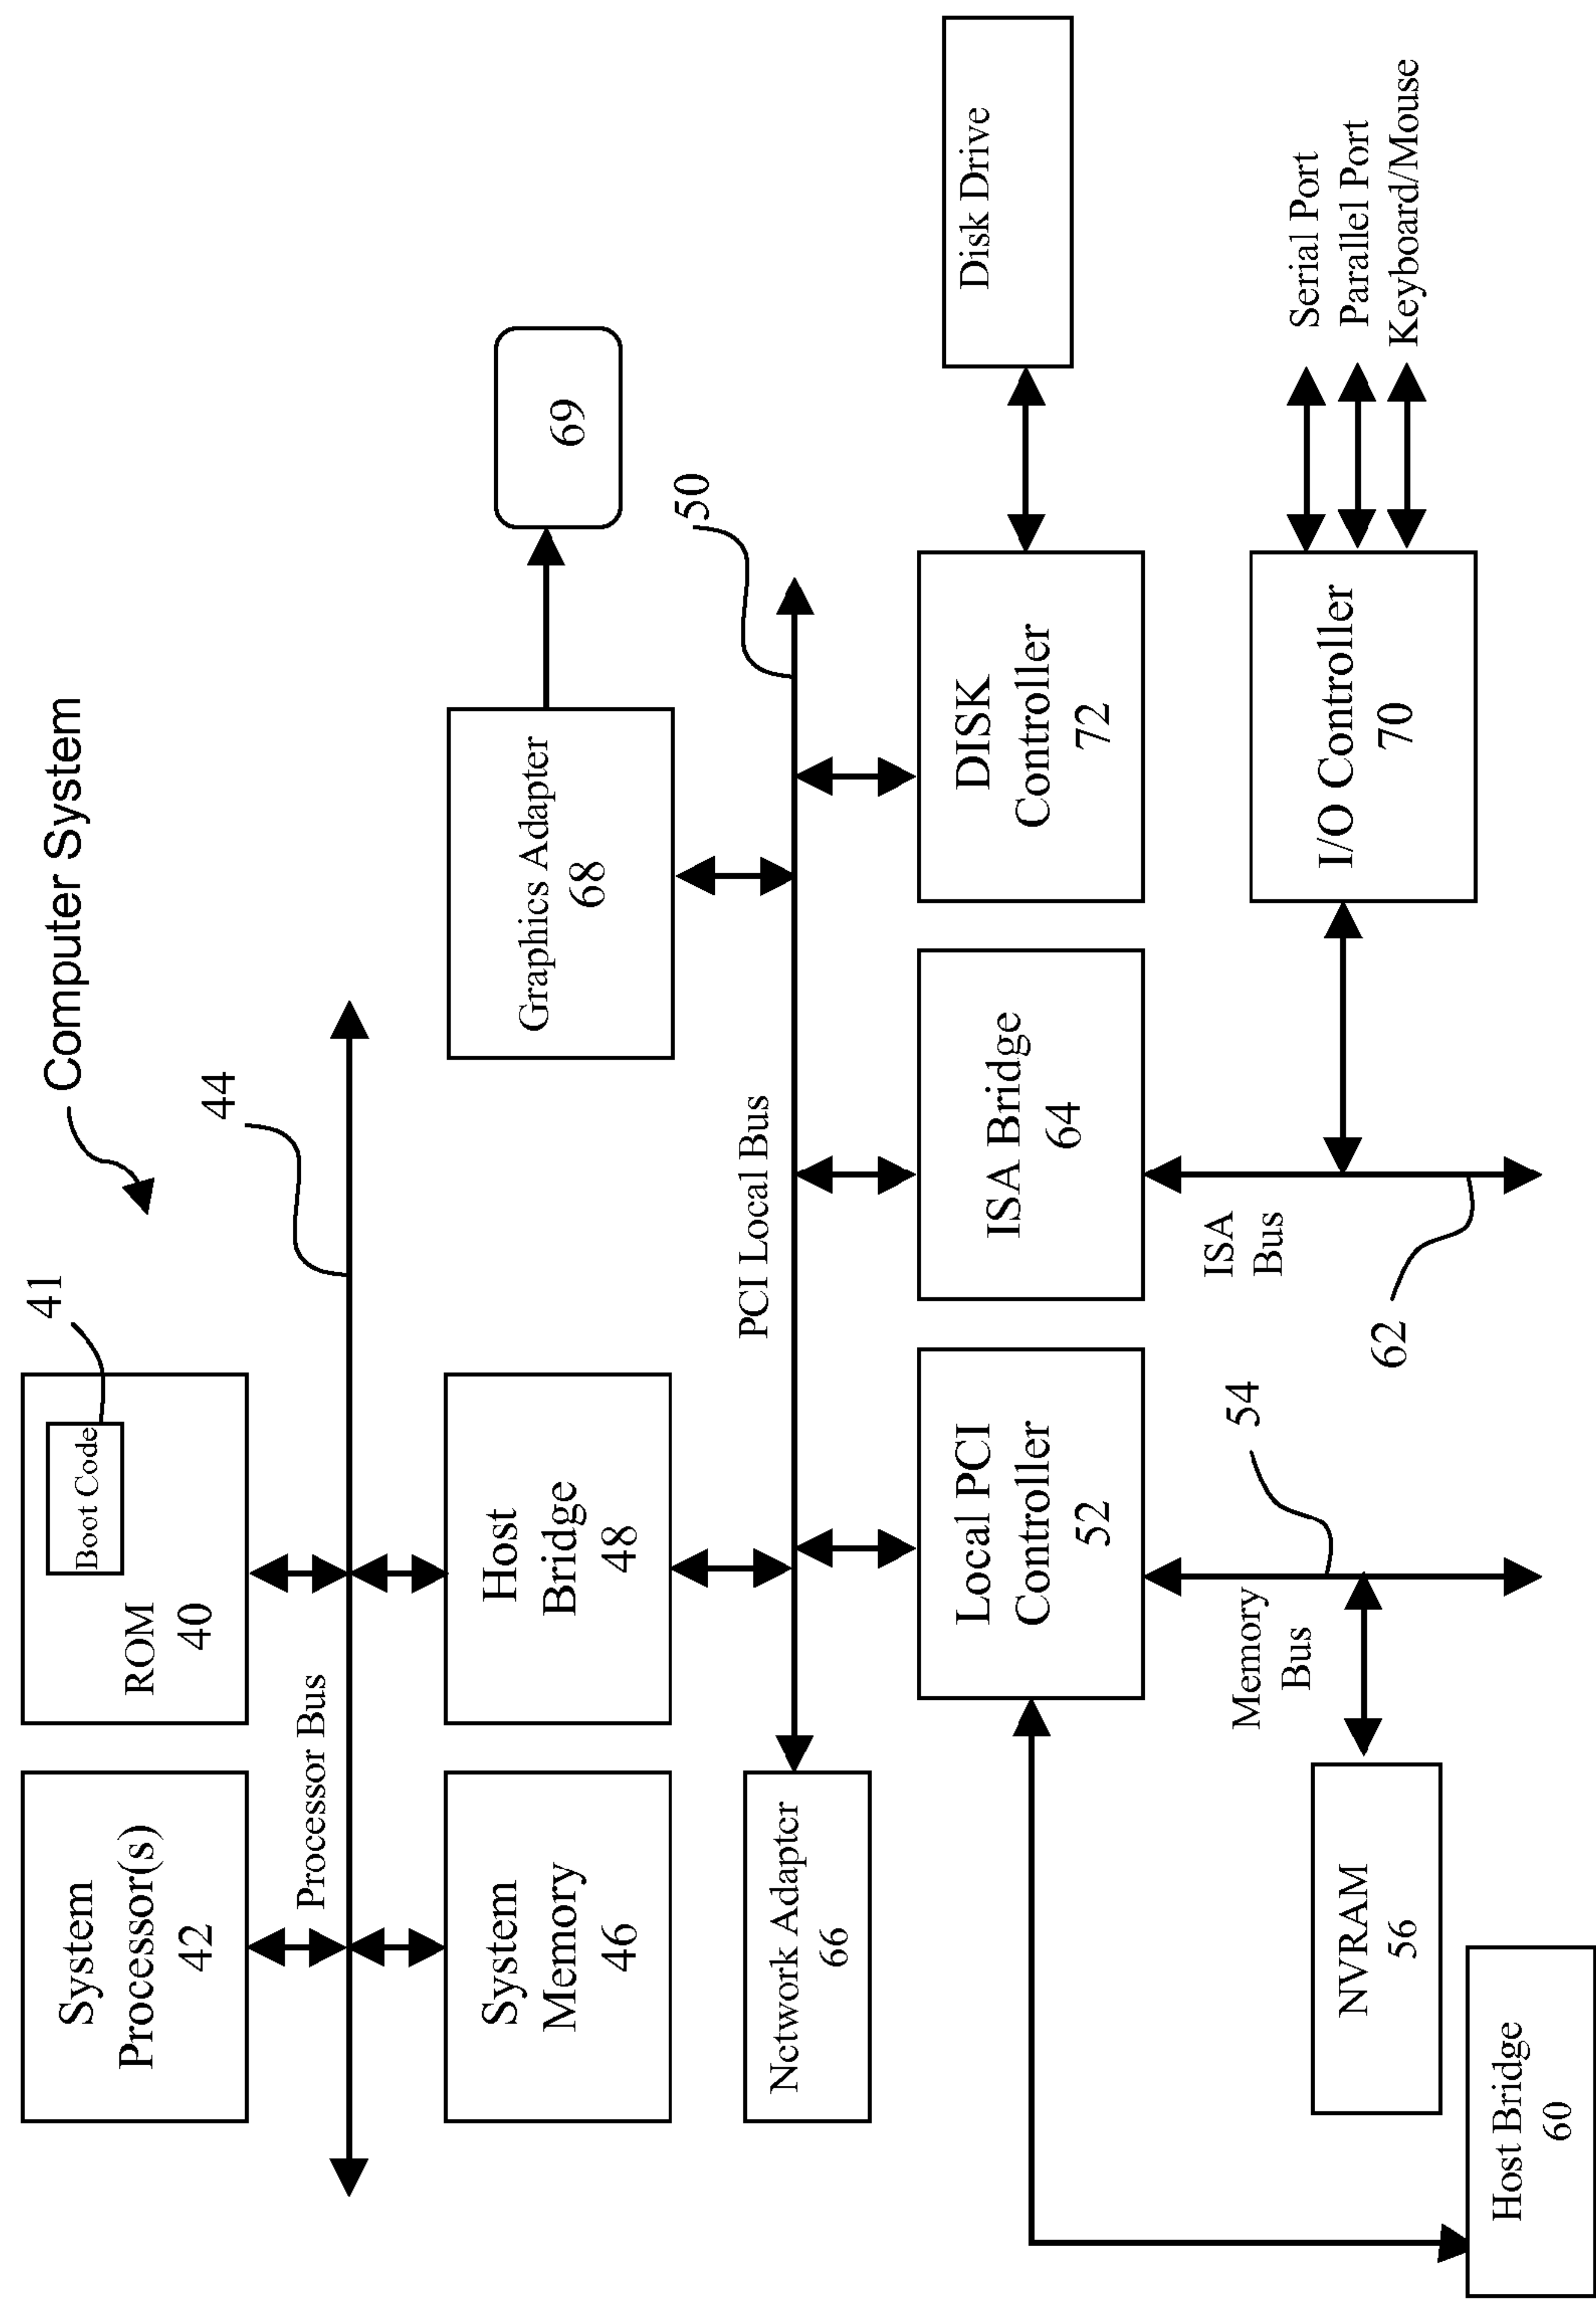 Computer System
System
Processor(s)
42
ROM
40
Boot Code
41
Processor Bus
44
System
Memory
46
Host
Bridge
48
Graphics Adapter
68
69
PCI Local Bus
50
Network Adapter
66
Local PCI
Controller
52
ISA Bridge
64
DISK
Controller
72
Disk Drive
Memory
Bus
54
ISA
Bus
62
NVRAM
56
I/O Controller
70
Serial Port
Parallel Port
Keyboard/Mouse
Host Bridge
60